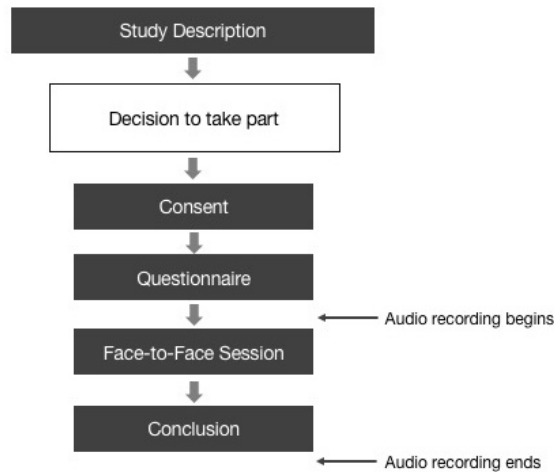 Study Description
Decision to take part
Consent
Questionnaire
Audio recording begins
Face-to-Face Session
Conclusion
Audio recording ends